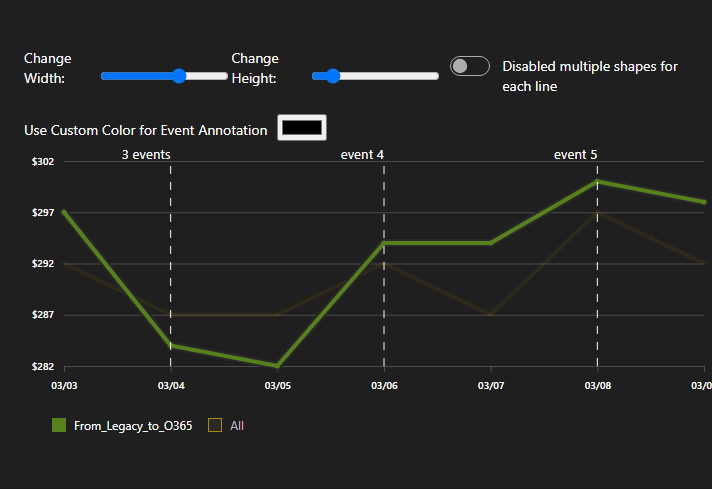 Change Width:
Change Height:
Disabled multiple shapes for each line
Use Custom Color for Event Annotation
3 events
event 4
event 5
$302
$297
$292
$287
$282
03/03
03/04
03/05
03/06
03/07
03/08
From_Legacy_to_O365
All